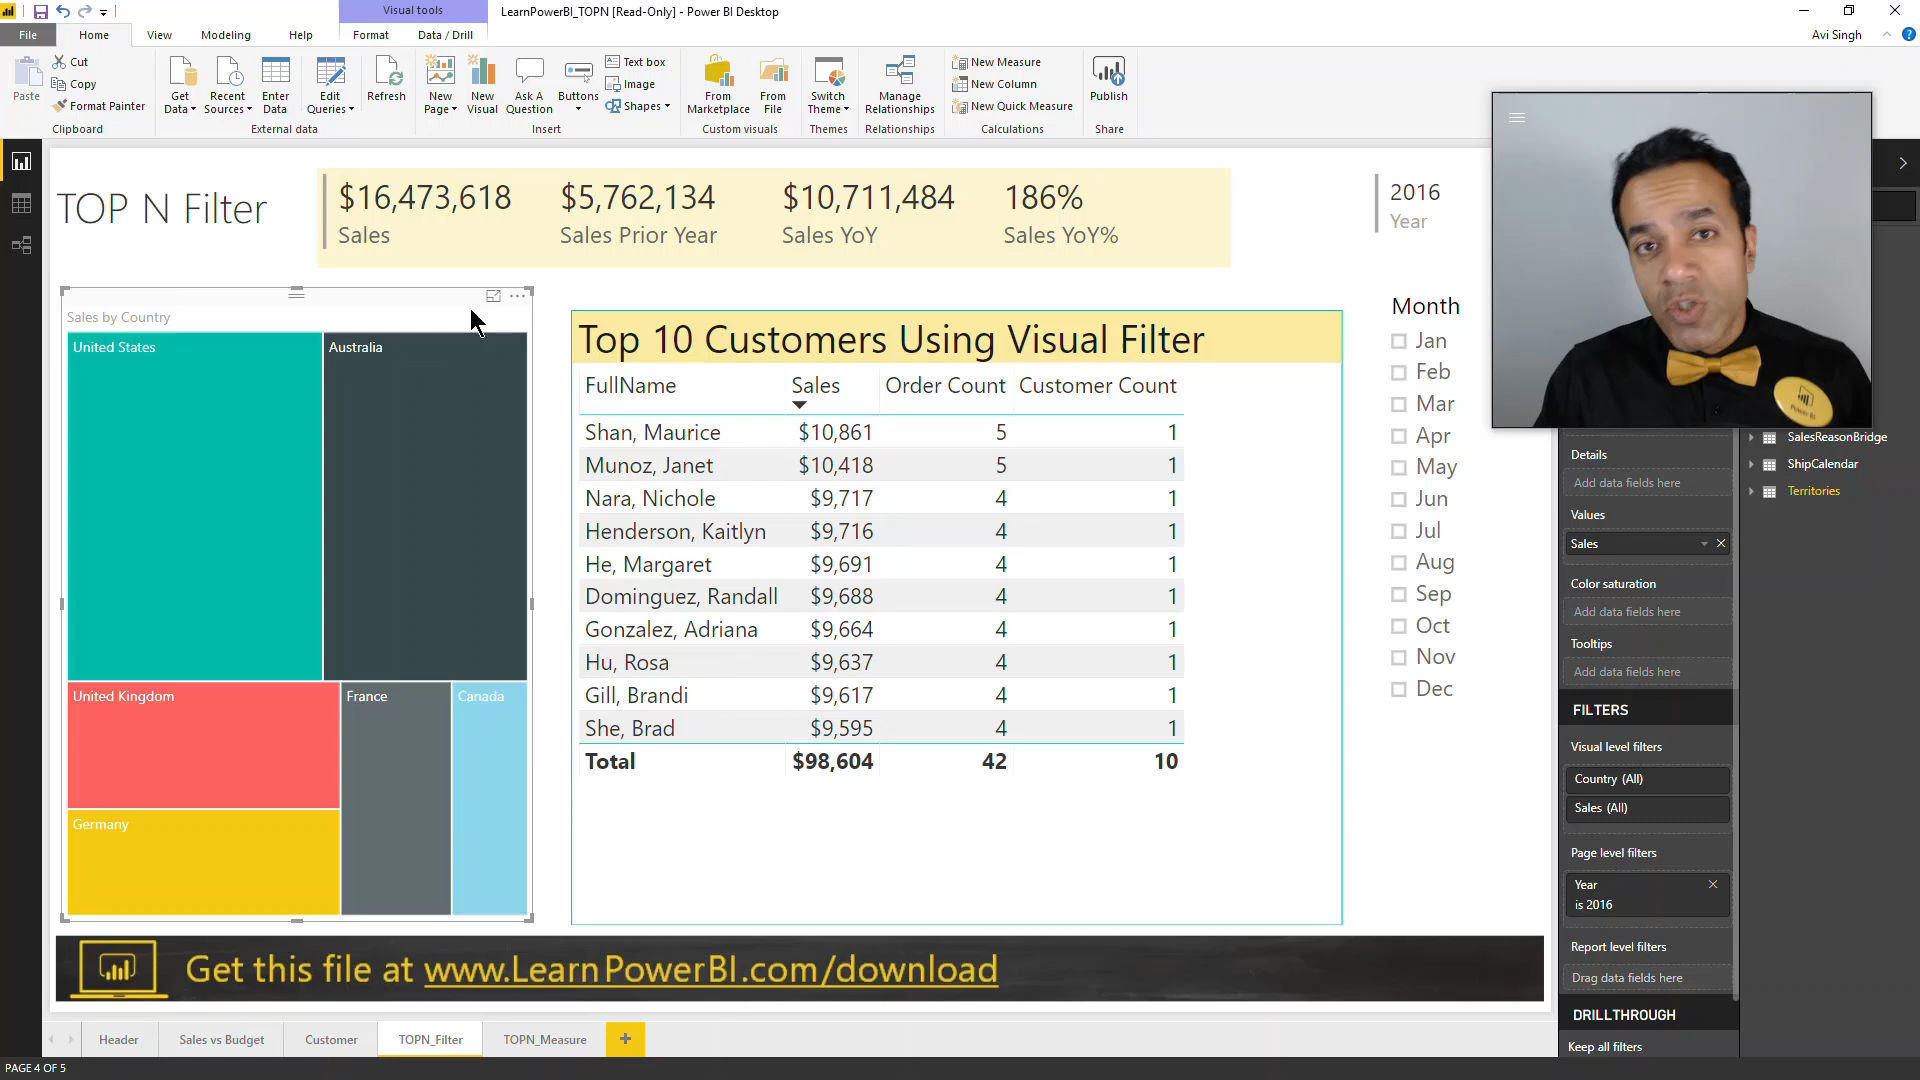 Visual tools
LearnPowerBI_TOPN [Read-Only] - Power BI Desktop
File
Home
View
Modeling
Help
Format
Data / Drill
Avi Singh
?
Paste
Cut
Copy
Format Painter
Clipboard
Get Data
Recent Sources
Enter Data
Edit Queries
Refresh
External data
New Page
New Visual
Ask A Question
Buttons
Text box
Image
Shapes
Insert
From Marketplace
From File
Custom visuals
Switch Theme
Themes
Manage Relationships
Relationships
New Measure
New Column
New Quick Measure
Calculations
Publish
Share
TOP N Filter
$16,473,618
Sales
$5,762,134
Sales Prior Year
$10,711,484
Sales YoY
186%
Sales YoY%
2016
Year
Sales by Country
United States
Australia
United Kingdom
France
Canada
Germany
Top 10 Customers Using Visual Filter
FullName Sales Order Count Customer Count
Shan, Maurice $10,861 5 1
Munoz, Janet $10,418 5 1
Nara, Nichole $9,717 4 1
Henderson, Kaitlyn $9,716 4 1
He, Margaret $9,691 4 1
Dominguez, Randall $9,688 4 1
Gonzalez, Adriana $9,664 4 1
Hu, Rosa $9,637 4 1
Gill, Brandi $9,617 4 1
She, Brad $9,595 4 1
Total $98,604 42 10
Month
Jan
Feb
Mar
Apr
May
Jun
Jul
Aug
Sep
Oct
Nov
Dec
Power BI
Details
Add data fields here
Values
Sales
Color saturation
Add data fields here
Tooltips
Add data fields here
FILTERS
Visual level filters
Country (All)
Sales (All)
Page level filters
Year
is 2016
Report level filters
Drag data fields here
DRILLTHROUGH
Keep all filters
SalesReasonBridge
ShipCalendar
Territories
Get this file at www.LearnPowerBI.com/download
Header
Sales vs Budget
Customer
TOPN_Filter
TOPN_Measure
PAGE 4 OF 5